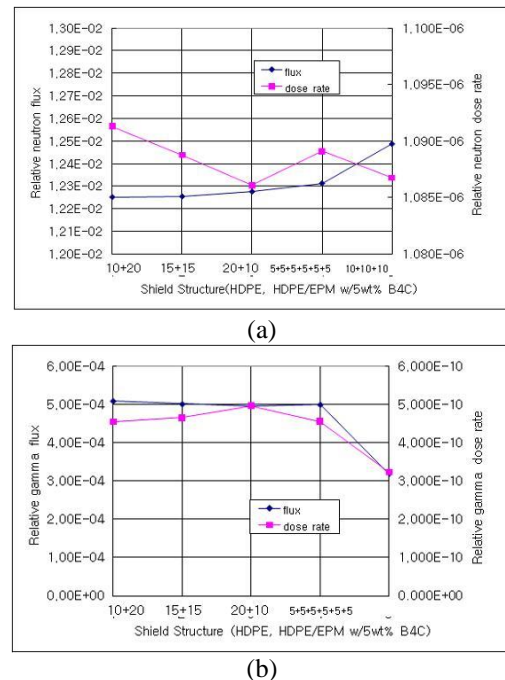 1,30E-02
1,29E-02
1,28E-02
1,27E-02
1,26E-02
1,25E-02
1,24E-02
1,23E-02
1,22E-02
1,21E-02
1,20E-02
Relative neutron flux
flux
dose rate
1,100E-06
1,095E-06
1,090E-06
1,085E-06
1,080E-06
Relative neutron dose rate
10+20 15+15 20+10 5+5+5+5+5+5 10+10+10
Shield Structure(HDPE, HDPE/EPM w/5wt% B4C)
(a)
6,00E-04
5,00E-04
4,00E-04
3,00E-04
2,00E-04
1,00E-04
0,00E+00
Relative gamma flux
flux
dose rate
6,000E-10
5,000E-10
4,000E-10
3,000E-10
2,000E-10
1,000E-10
0,000E+00
Relative gamma dose rate
10+20 15+15 20+10 5+5+5+5+5+5
Shield Structure (HDPE, HDPE/EPM w/5wt% B4C)
(b)